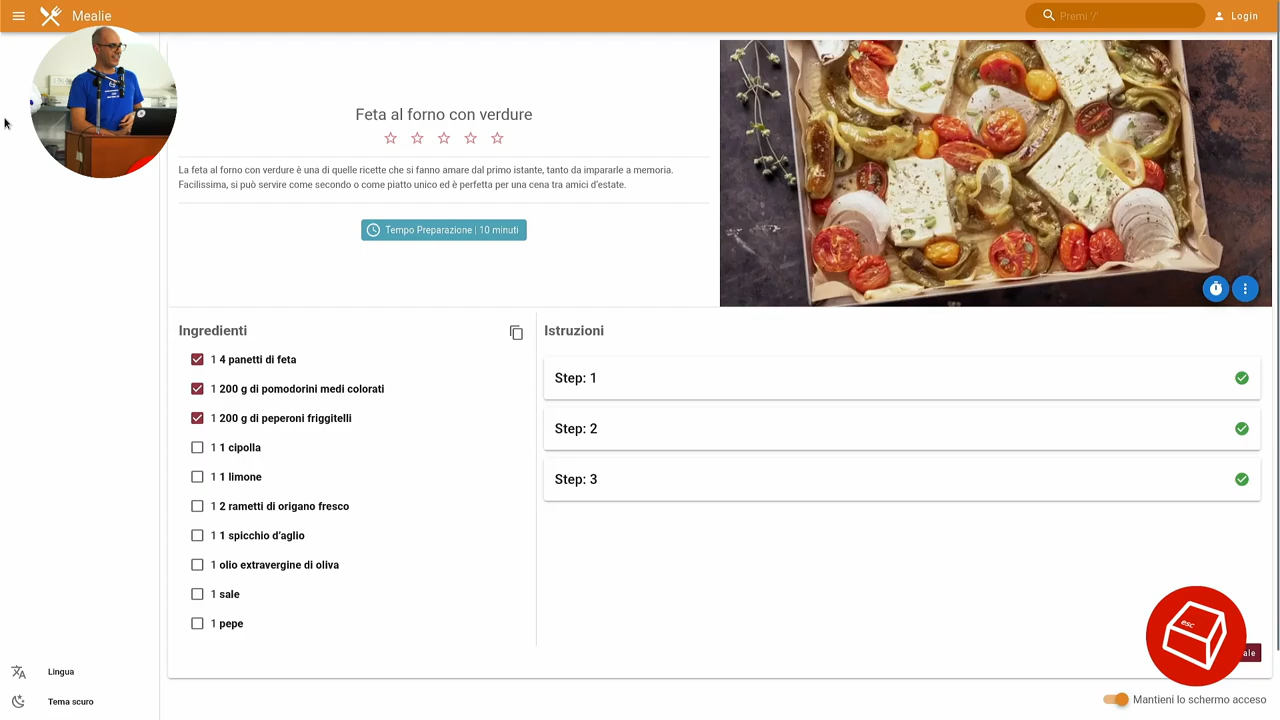 Mealie
Premi '/'
Login
Feta al forno con verdure
La feta al forno con verdure è una di quelle ricette che si fanno amare dal primo istante, tanto da impararle a memoria.
Facilissima, si può servire come secondo o come piatto unico ed è perfetta per una cena tra amici d'estate.
Tempo Preparazione | 10 minuti
Ingredienti
1 4 panetti di feta
1 200 g di pomodorini medi colorati
1 200 g di peperoni friggitelli
1 1 cipolla
1 1 limone
1 2 rametti di origano fresco
1 1 spicchio d'aglio
1 olio extravergine di oliva
1 sale
1 pepe
Istruzioni
Step: 1
Step: 2
Step: 3
esc
ale
Lingua
Tema scuro
Mantieni lo schermo acceso